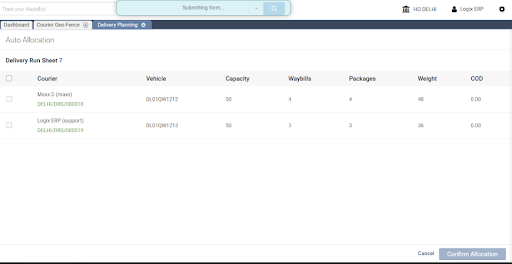 Track your Waybill(s)
Submitting form...
HO DELHI
Logix ERP
Dashboard
Courier Geo-Fence
Delivery Planning
Auto Allocation
Delivery Run Sheet 7
Courier Vehicle Capacity Waybills Packages Weight COD
Maxx D (maxx)
DELHI/DRS/000018
DL01QW1212 50 4 4 48 0.00
Logix ERP (support)
DELHI/DRS/000019
DL01QW1213 50 3 3 36 0.00
Cancel
Confirm Allocation